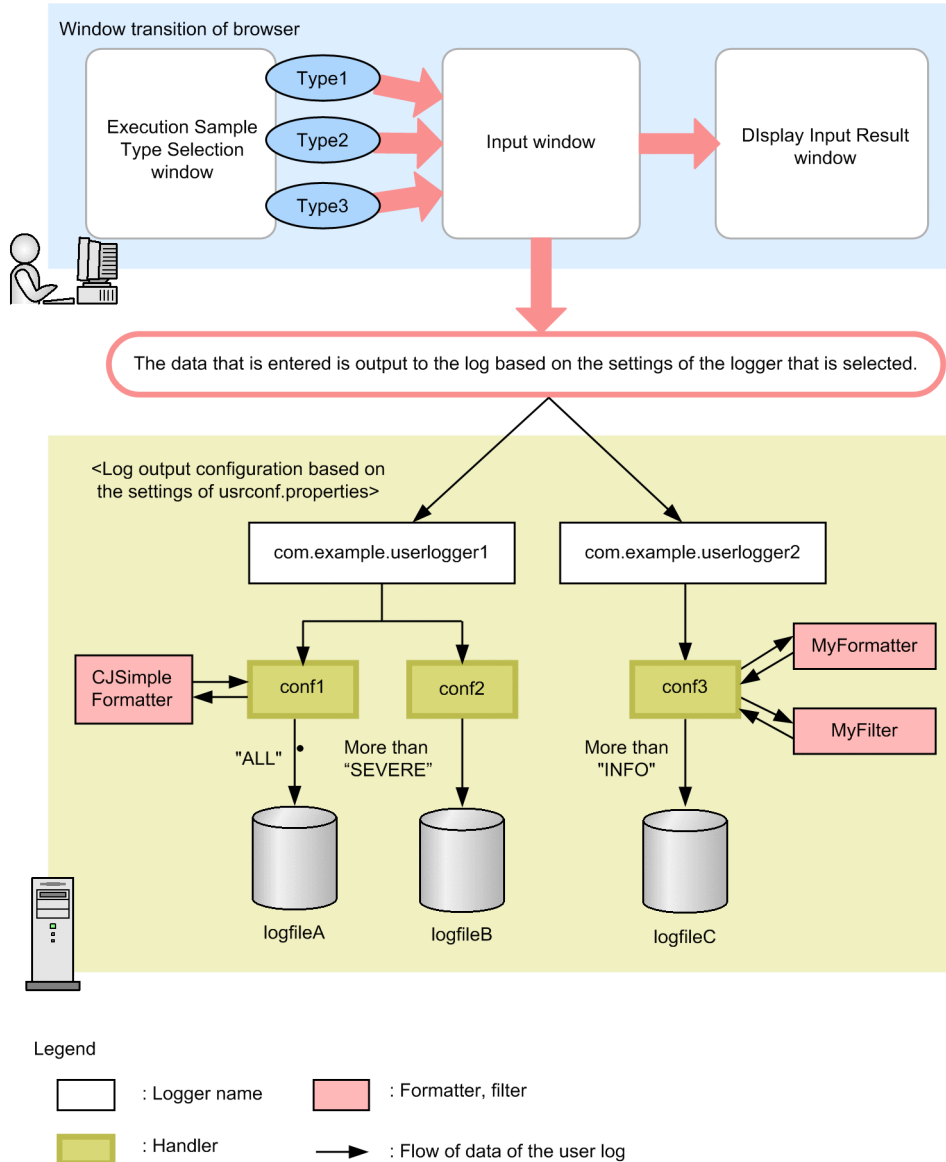 Window transition of browser
Execution Sample
Type Selection
window
Type1
Type2
Type3
Input window
DIsplay Input Result
window
The data that is entered is output to the log based on the settings of the logger that is selected.
<Log output configuration based on
the settings of usrconf.properties>
com.example.userlogger1
com.example.userlogger2
CJSimple
Formatter
conf1
conf2
conf3
MyFormatter
MyFilter
"ALL"
More than
“SEVERE”
More than
"INFO"
logfileA
logfileB
logfileC
Legend
: Logger name
: Formatter, filter
: Handler
: Flow of data of the user log